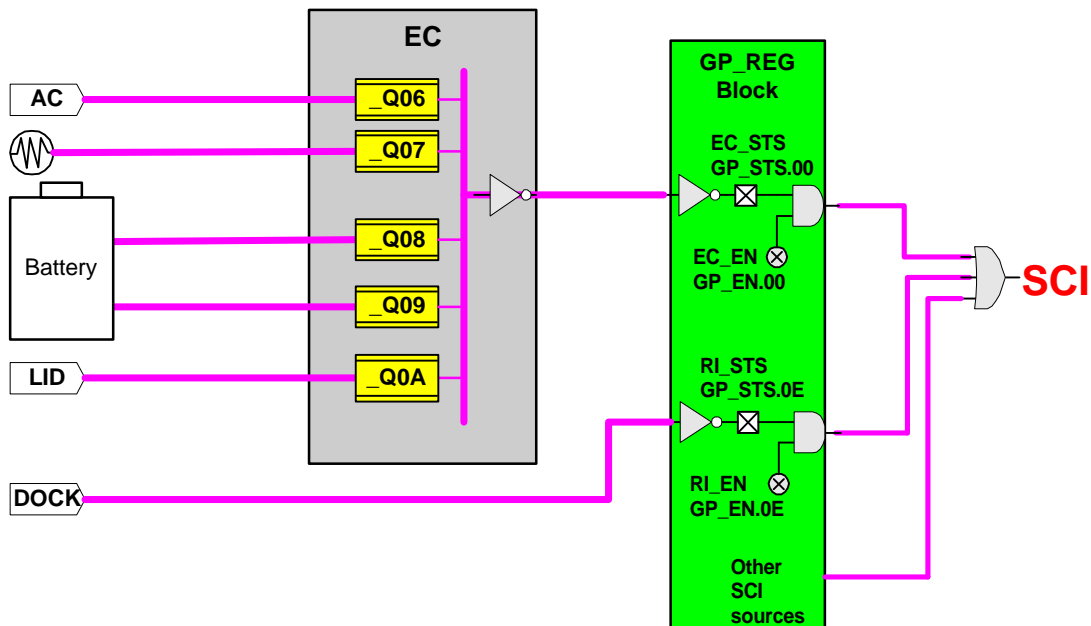 EC
GP_REG
Block
AC
_Q06
_Q07
EC_STS
GP_STS.00
_Q08
Battery
EC_EN
GP_EN.00
SCI
_Q09
LID
_Q0A
RI_STS
GP_STS.0E
DOCK
RI_EN
GP_EN.0E
Other
SCI
sources